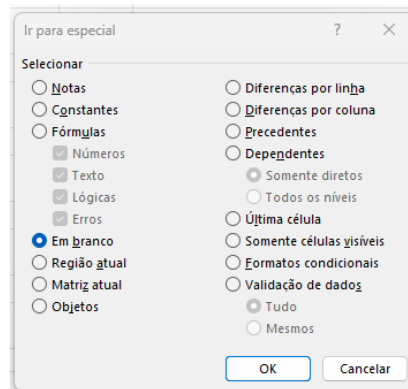 Ir para especial
Selecionar
Notas
Constantes
Fórmulas
Números
Texto
Lógicas
Erros
Em branco
Região atual
Matriz atual
Objetos
Diferenças por linha
Diferenças por coluna
Precedentes
Dependentes
Somente diretos
Todos os níveis
Última célula
Somente células visíveis
Formatos condicionais
Validação de dados
Tudo
Mesmos
OK
Cancelar